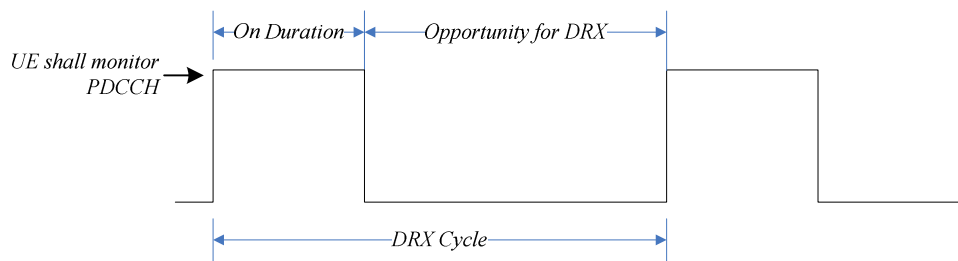 On Duration
Opportunity for DRX
UE shall monitor
PDCCH
DRX Cycle